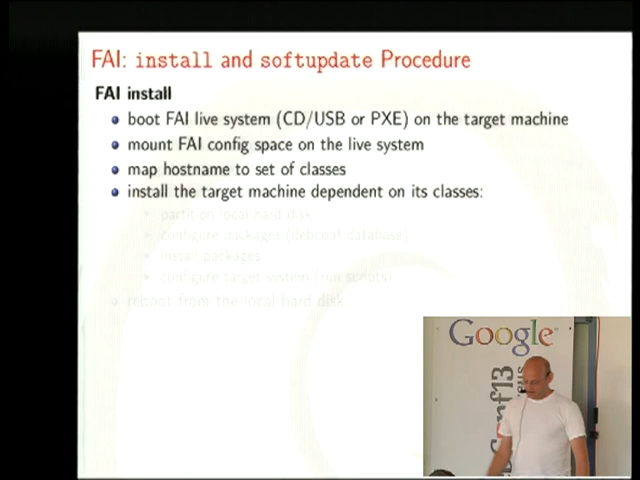 FAI: install and softupdate Procedure
FAI install
boot FAI live system (CD/USB or PXE) on the target machine
mount FAI config space on the live system
map hostname to set of classes
install the target machine dependent on its classes:
partition local hard disk
configure packages (debconf database)
install packages
configure target system (run scripts)
reboot from the local hard disk
Google
nf13